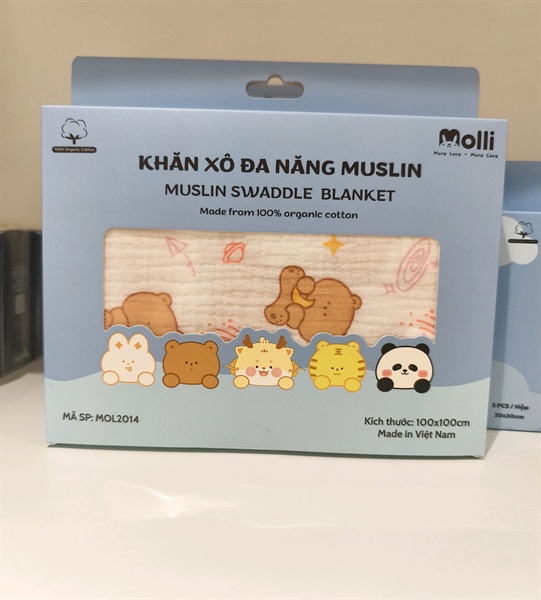 100% Organic Cotton
Molli
More Love - More Care
KHĂN XÔ ĐA NĂNG MUSLIN
MUSLIN SWADDLE BLANKET
Made from 100% organic cotton
MÃ SP: MOL2014
Kích thước: 100x100cm
Made in Việt Nam
5 PCS / Hộp
30x30cm